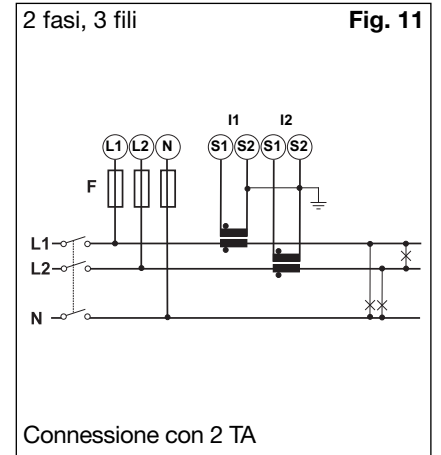 2 fasi, 3 fili Fig. 11
I1 I2
L1 L2 N S1 S2 S1 S2
F
L1
L2
N
Connessione con 2 TA